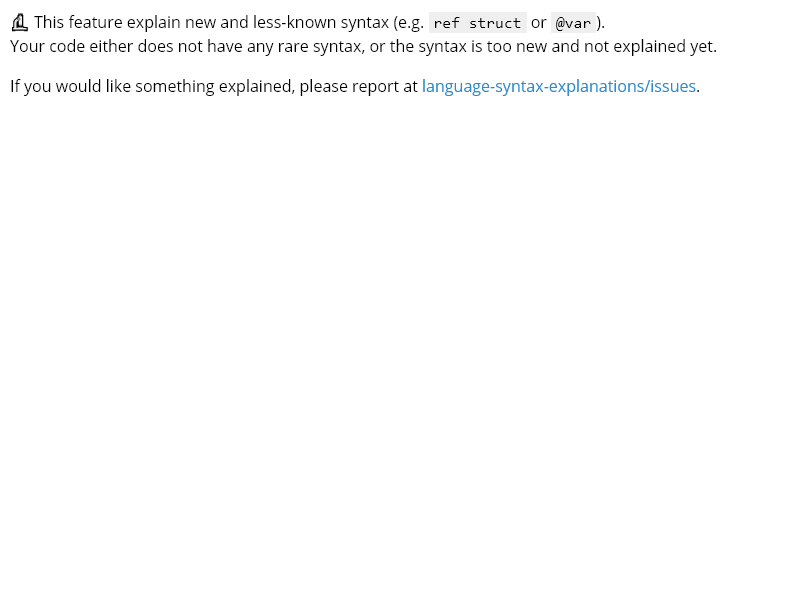 This feature explain new and less-known syntax (e.g. ref struct or @var ).
Your code either does not have any rare syntax, or the syntax is too new and not explained yet.
If you would like something explained, please report at language-syntax-explanations/issues.